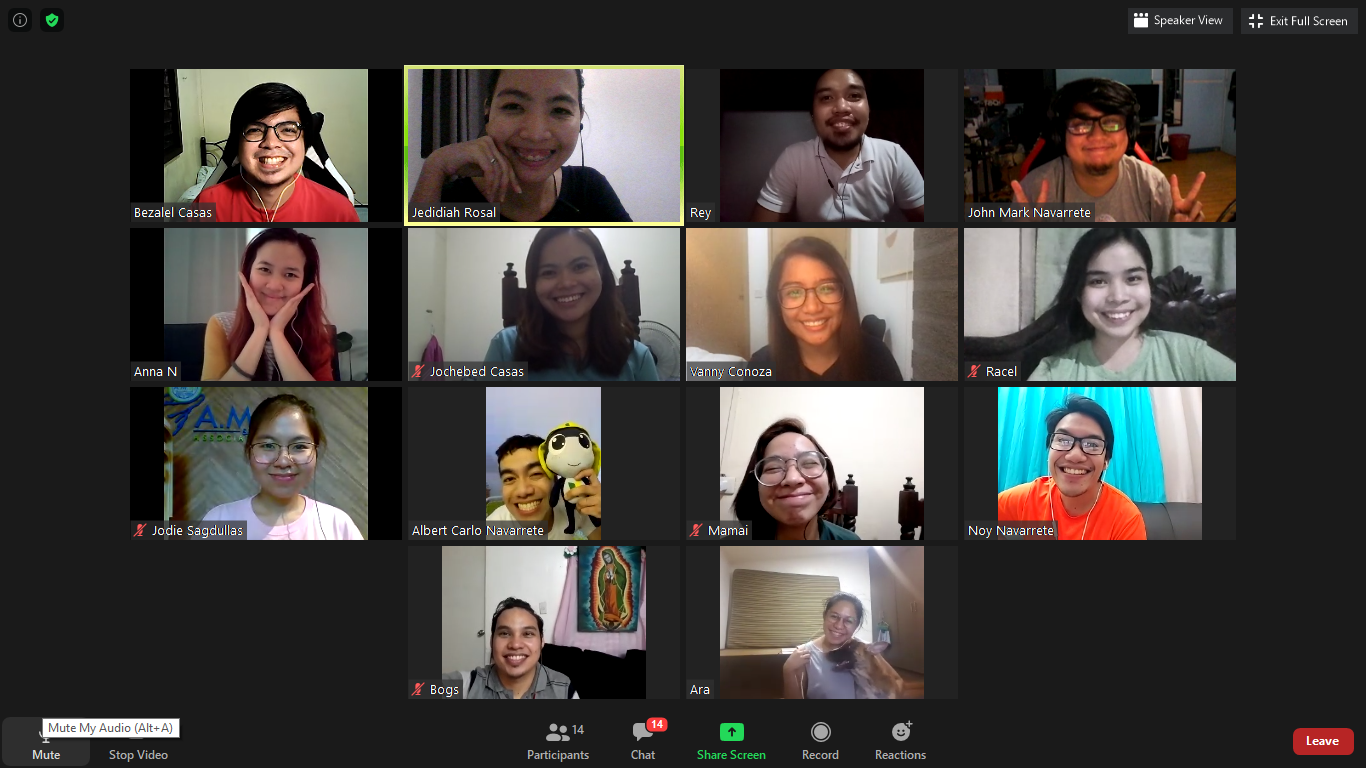 Speaker View
Exit Full Screen
Bezalel Casas
Jedidiah Rosal
Rey
John Mark Navarrete
Anna N
Jochebed Casas
Vanny Conoza
Racel
A.M
ASSOCIA
Jodie Sagdullas
Albert Carlo Navarrete
Mamai
Noy Navarrete
Bogs
Ara
Mute My Audio (Alt+A)
Mute
Stop Video
14
Participants
14
Chat
Share Screen
Record
Reactions
Leave